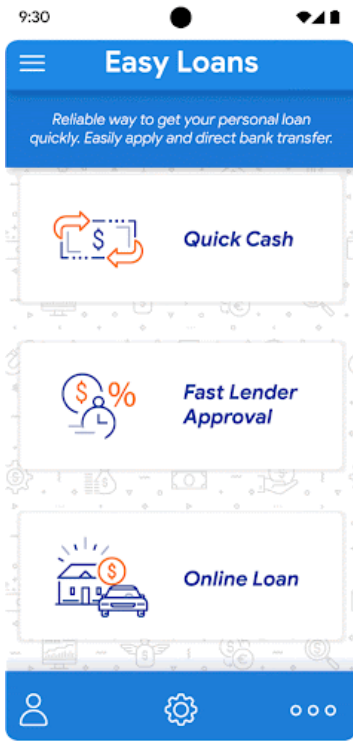 9:30
Easy Loans
Reliable way to get your personal loan
quickly. Easily apply and direct bank transfer.
$
Quick Cash
$ %
Fast Lender
Approval
$
Online Loan